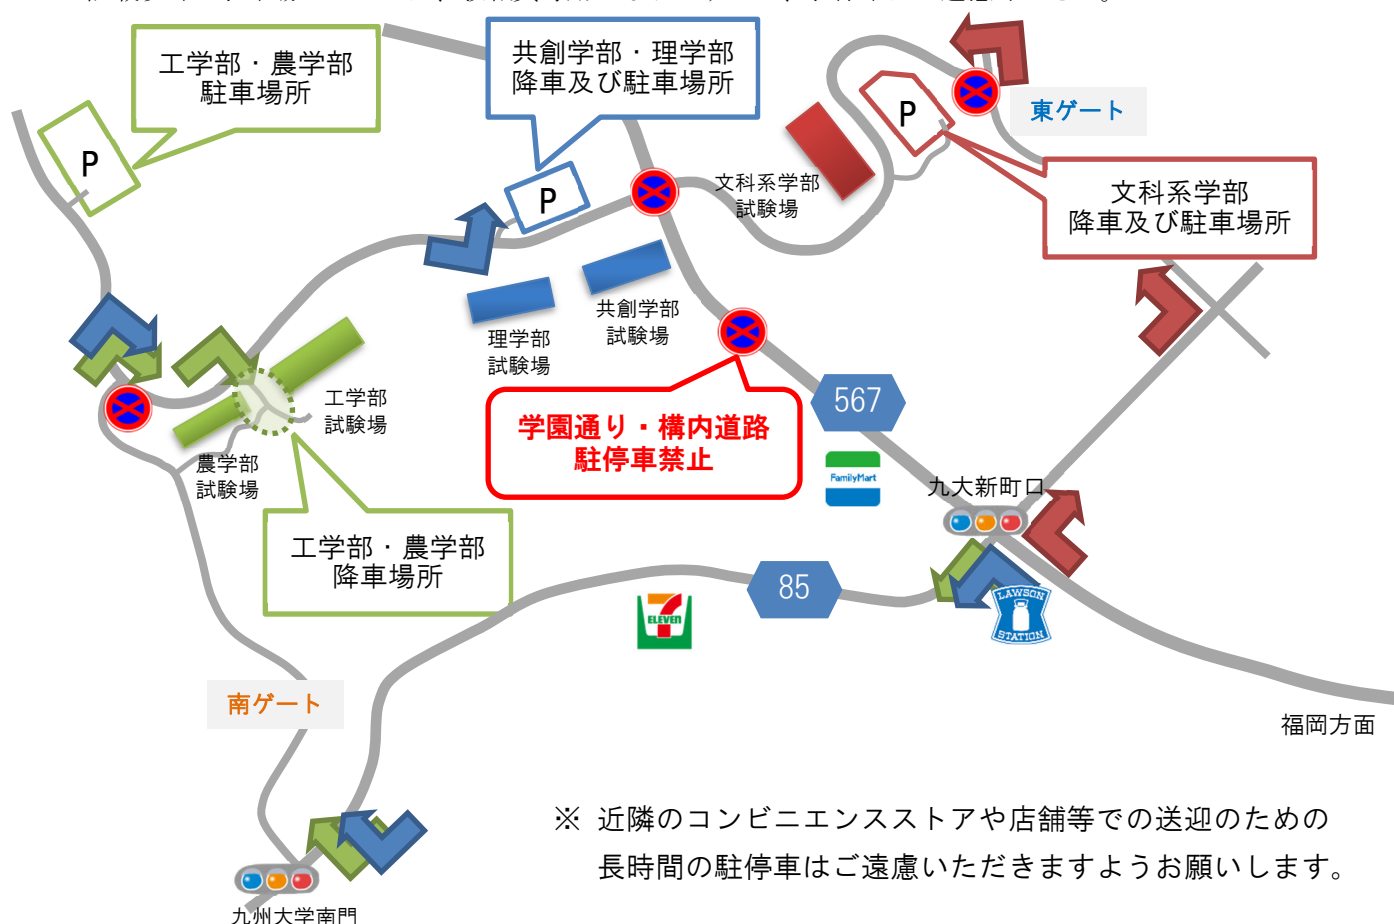 工学部・農学部
駐車場所
共創学部・理学部
降車及び駐車場所
東ゲート
P
P
P
文科系学部
試験場
文科系学部
降車及び駐車場所
理学部
試験場
共創学部
試験場
工学部
試験場
農学部
試験場
学園通り・構内道路
駐停車禁止
567
FamilyMart
九大新町口
工学部・農学部
降車場所
85
7
ELEVEN
LAWSON
STATION
南ゲート
福岡方面
※ 近隣のコンビニエンスストアや店舗等での送迎のための
長時間の駐停車はご遠慮いただきますようお願いします。
九州大学南門